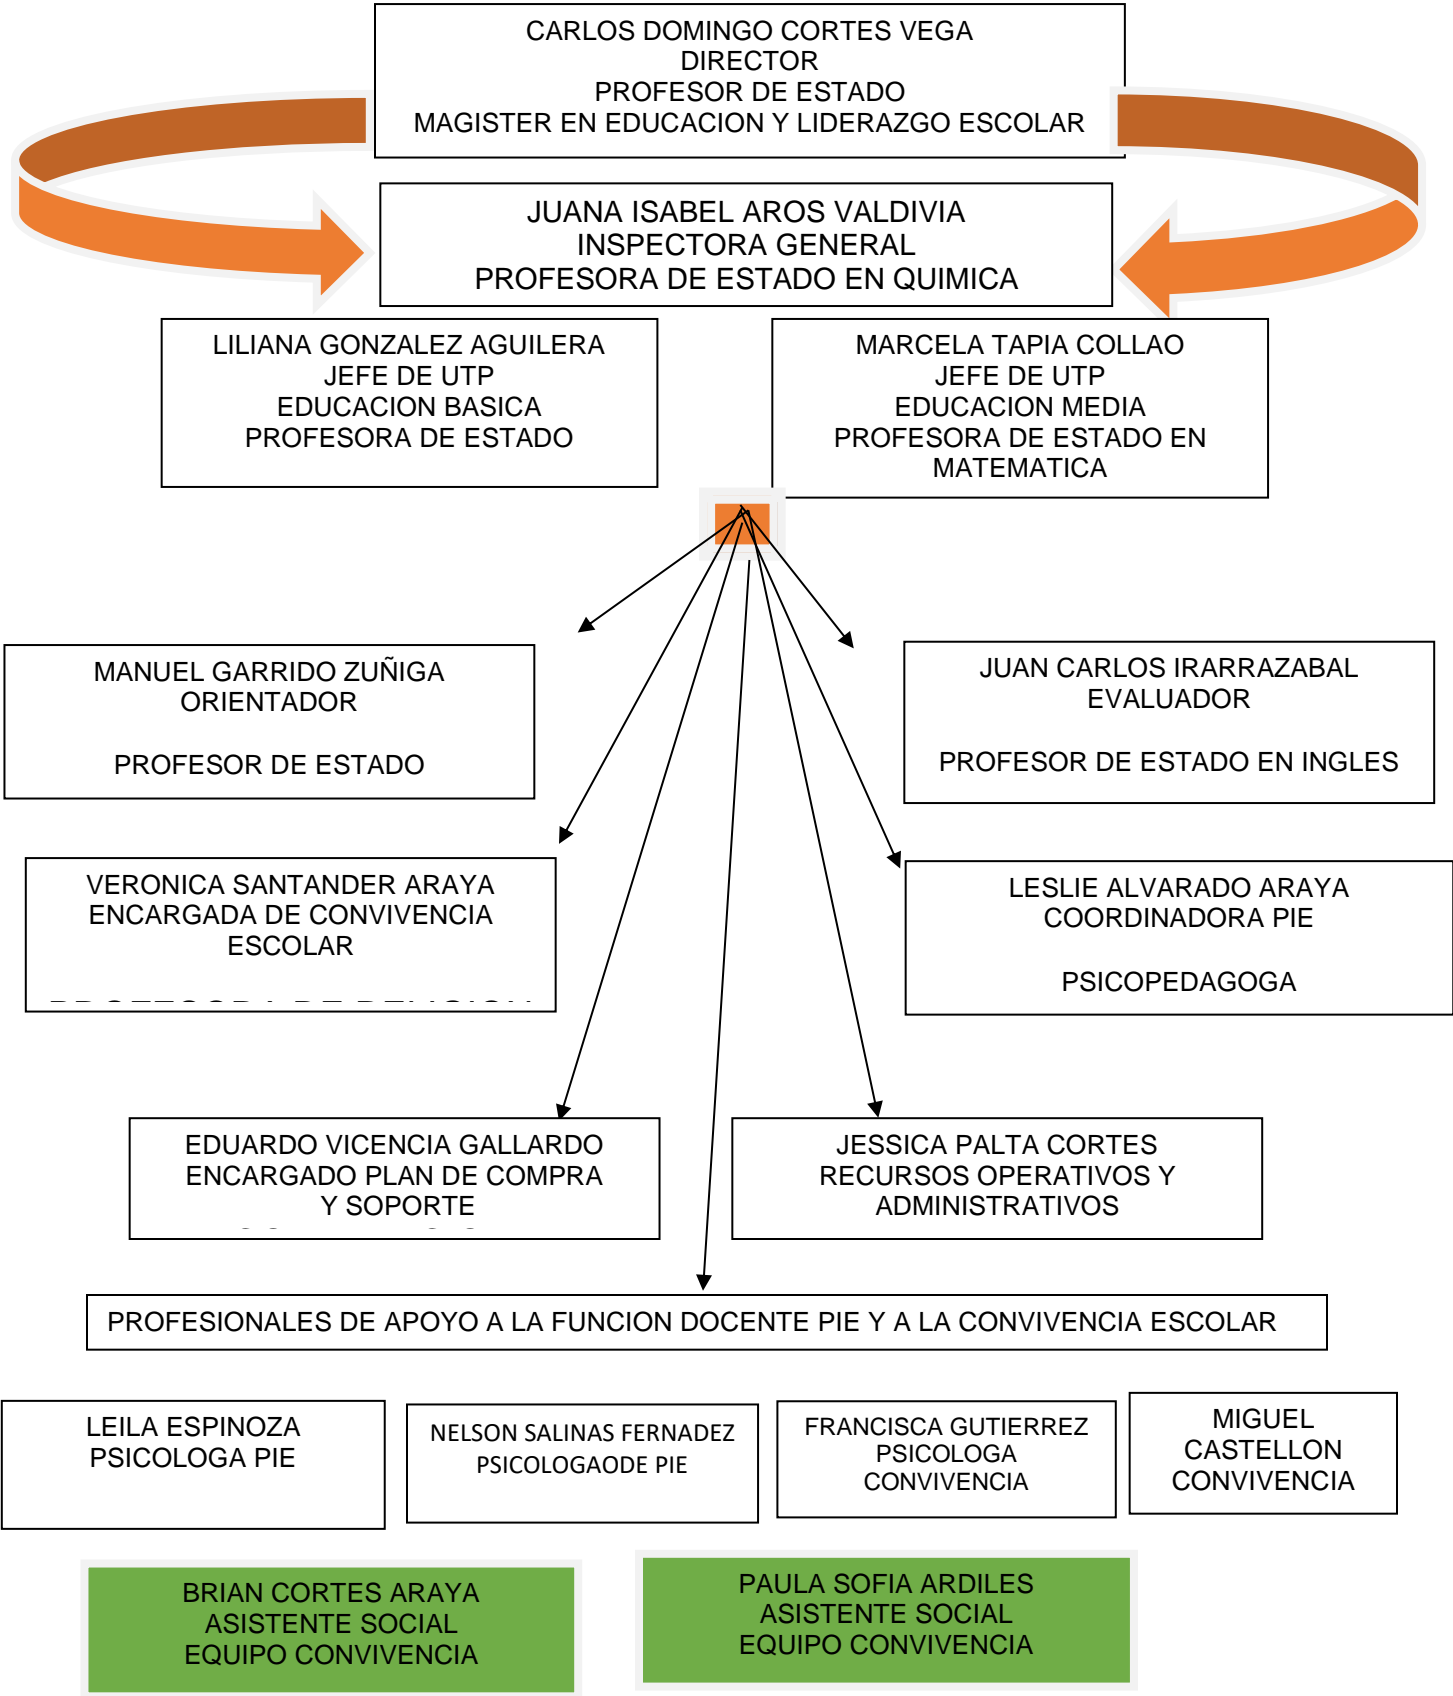 CARLOS DOMINGO CORTES VEGA
DIRECTOR
PROFESOR DE ESTADO
MAGISTER EN EDUCACION Y LIDERAZGO ESCOLAR
JUANA ISABEL AROS VALDIVIA
INSPECTORA GENERAL
PROFESORA DE ESTADO EN QUIMICA
LILIANA GONZALEZ AGUILERA
JEFE DE UTP
EDUCACION BASICA
PROFESORA DE ESTADO
MARCELA TAPIA COLLAO
JEFE DE UTP
EDUCACION MEDIA
PROFESORA DE ESTADO EN
MATEMATICA
MANUEL GARRIDO ZUÑIGA
ORIENTADOR
PROFESOR DE ESTADO
JUAN CARLOS IRARRAZABAL
EVALUADOR
PROFESOR DE ESTADO EN INGLES
VERONICA SANTANDER ARAYA
ENCARGADA DE CONVIVENCIA
ESCOLAR
LESLIE ALVARADO ARAYA
COORDINADORA PIE
PSICOPEDAGOGA
EDUARDO VICENCIA GALLARDO
ENCARGADO PLAN DE COMPRA
Y SOPORTE
JESSICA PALTA CORTES
RECURSOS OPERATIVOS Y
ADMINISTRATIVOS
PROFESIONALES DE APOYO A LA FUNCION DOCENTE PIE Y A LA CONVIVENCIA ESCOLAR
LEILA ESPINOZA
PSICOLOGA PIE
NELSON SALINAS FERNADEZ
PSICOLOGAODE PIE
FRANCISCA GUTIERREZ
PSICOLOGA
CONVIVENCIA
MIGUEL
CASTELLON
CONVIVENCIA
BRIAN CORTES ARAYA
ASISTENTE SOCIAL
EQUIPO CONVIVENCIA
PAULA SOFIA ARDILES
ASISTENTE SOCIAL
EQUIPO CONVIVENCIA